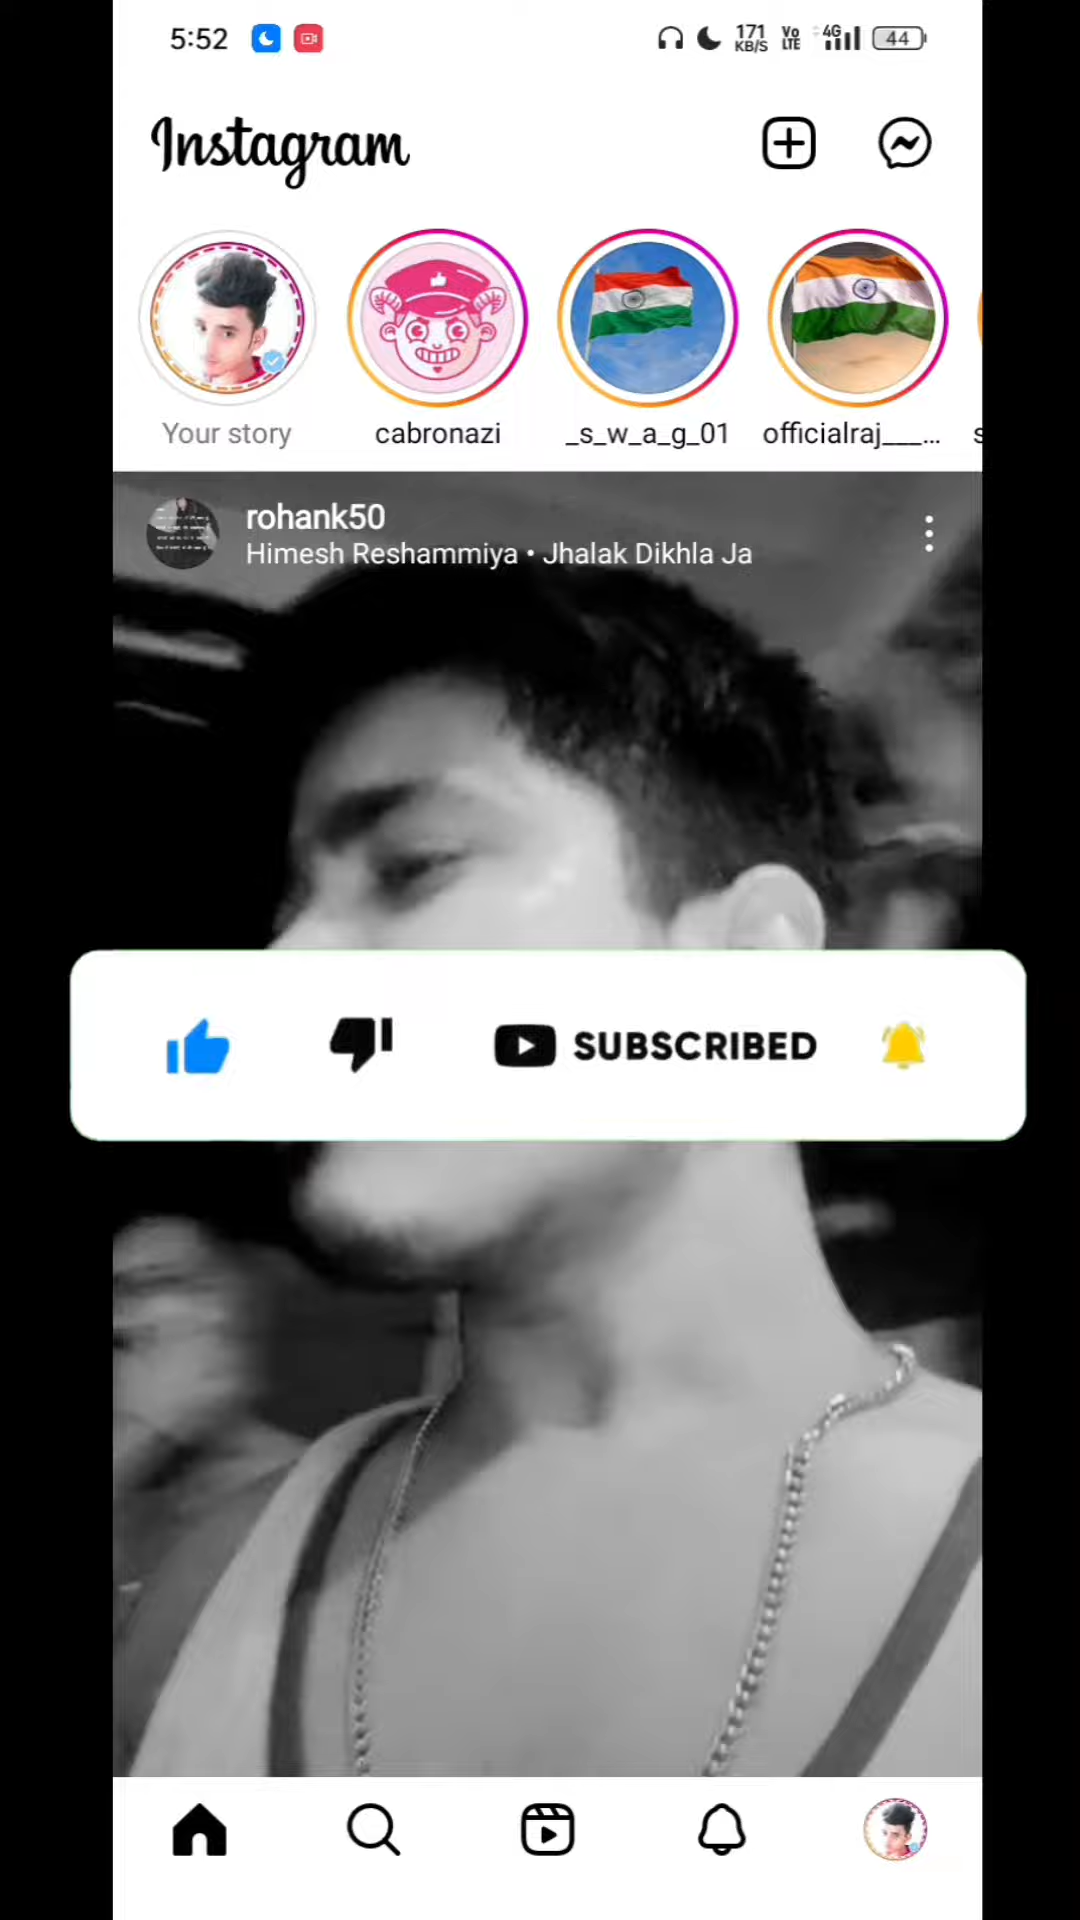 5:52
171
KB/S
Vo
LTE
4G
44
Instagram
Your story
cabronazi
_s_w_a_g_01
officialraj___...
s
rohank50
Himesh Reshammiya • Jhalak Dikhla Ja
SUBSCRIBED